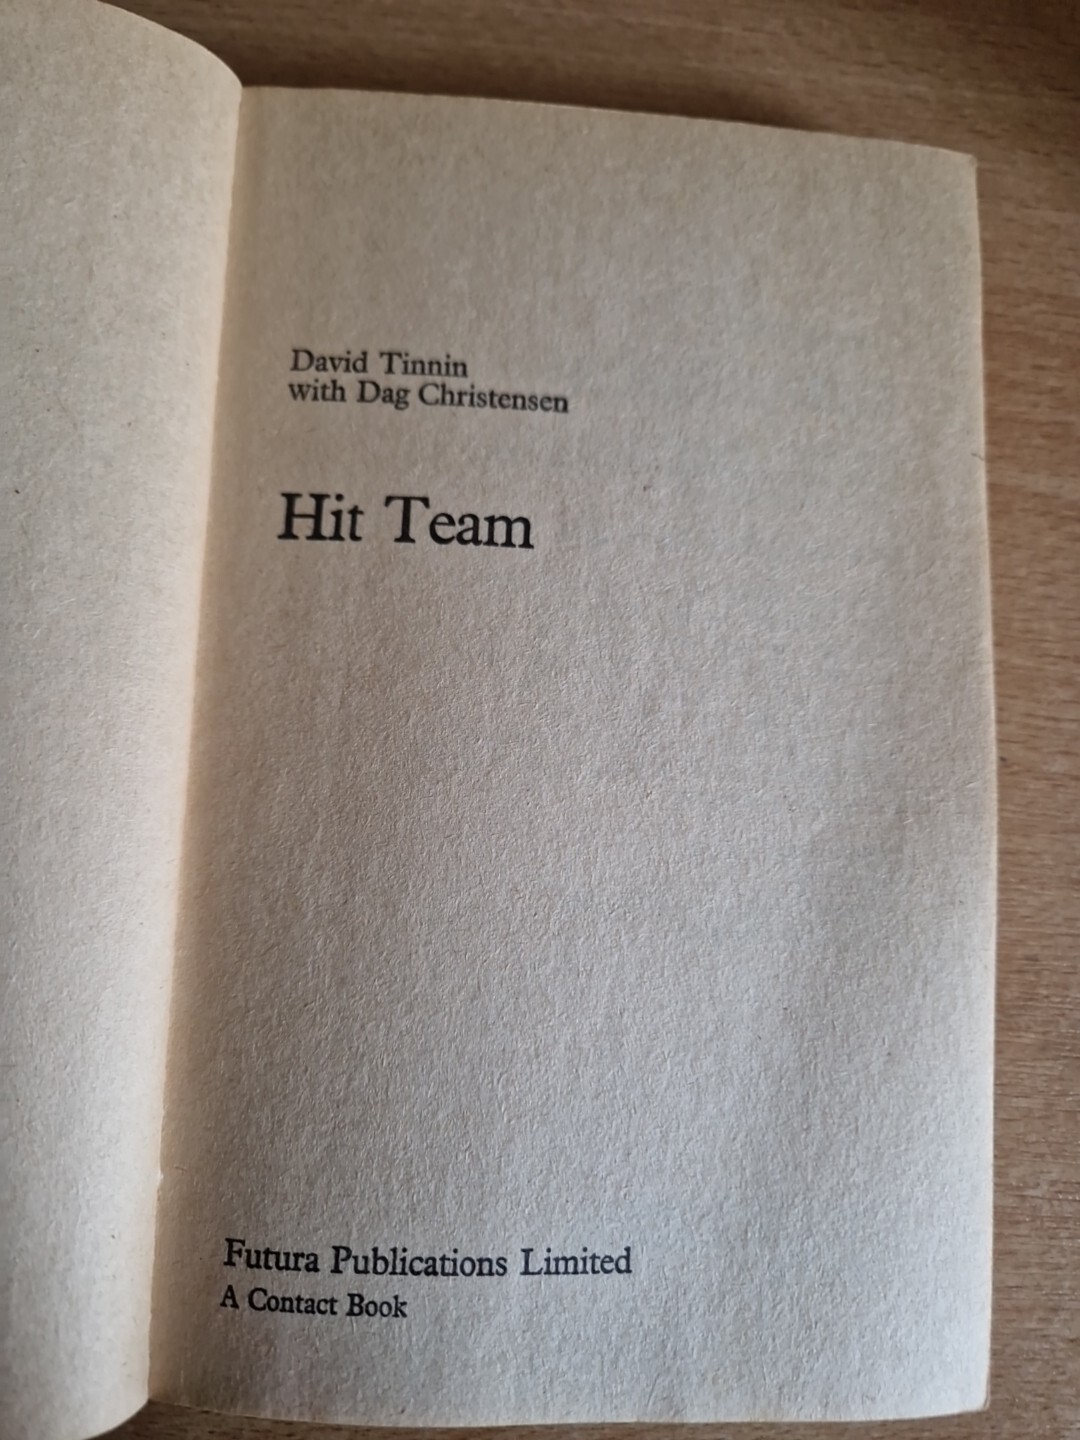 David Tinnin
with Dag Christensen
Hit Team
Futura Publications Limited
A Contact Book